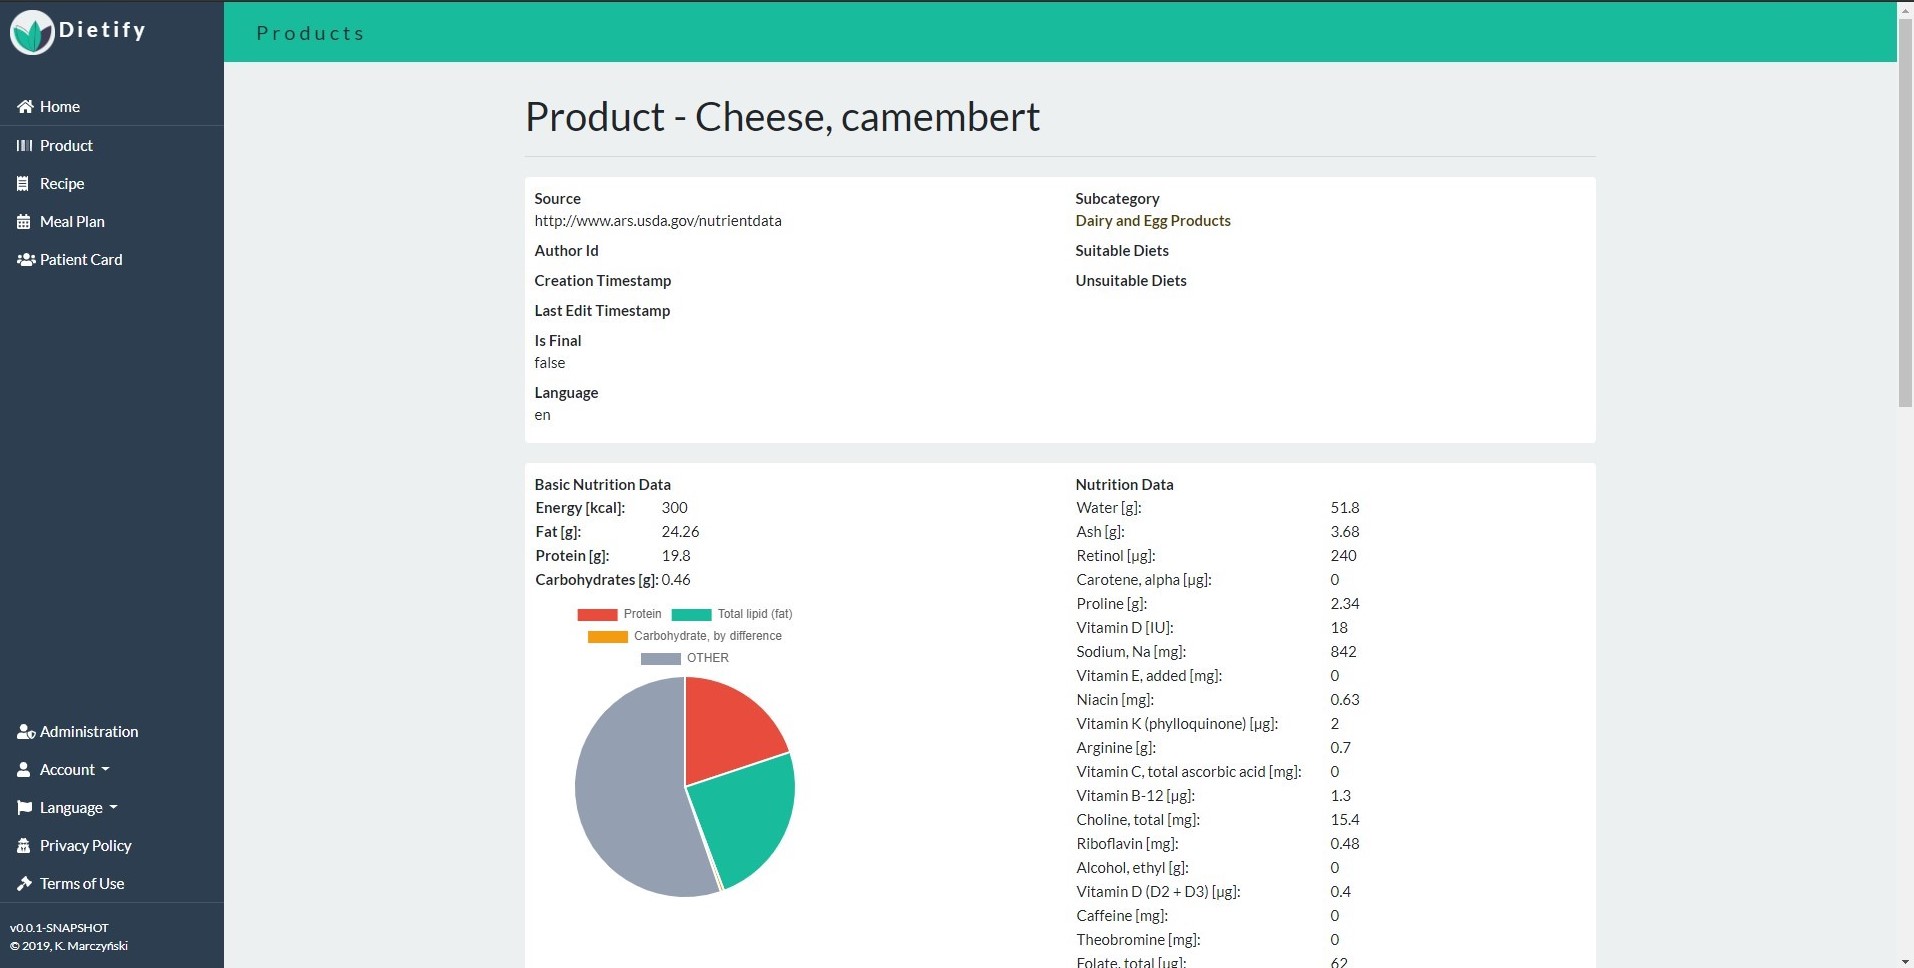 Dietify
Products
Home
Product
Recipe
Meal Plan
Patient Card
Administration
Account
Language
Privacy Policy
Terms of Use
v0.0.1-SNAPSHOT
© 2019, K. Marczyński
Product - Cheese, camembert
Source
http://www.ars.usda.gov/nutrientdata
Author Id
Creation Timestamp
Last Edit Timestamp
Is Final
false
Language
en
Subcategory
Dairy and Egg Products
Suitable Diets
Unsuitable Diets
Basic Nutrition Data
Energy [kcal]: 300
Fat [g]: 24.26
Protein [g]: 19.8
Carbohydrates [g]: 0.46
Protein Total lipid (fat)
Carbohydrate, by difference
OTHER
Nutrition Data
Water [g]: 51.8
Ash [g]: 3.68
Retinol [µg]: 240
Carotene, alpha [µg]: 0
Proline [g]: 2.34
Vitamin D [IU]: 18
Sodium, Na [mg]: 842
Vitamin E, added [mg]: 0
Niacin [mg]: 0.63
Vitamin K (phylloquinone) [µg]: 2
Arginine [g]: 0.7
Vitamin C, total ascorbic acid [mg]: 0
Vitamin B-12 [µg]: 1.3
Choline, total [mg]: 15.4
Riboflavin [mg]: 0.48
Alcohol, ethyl [g]: 0
Vitamin D (D2 + D3) [µg]: 0.4
Caffeine [mg]: 0
Theobromine [mg]: 0
Folate, total [µg]: 62